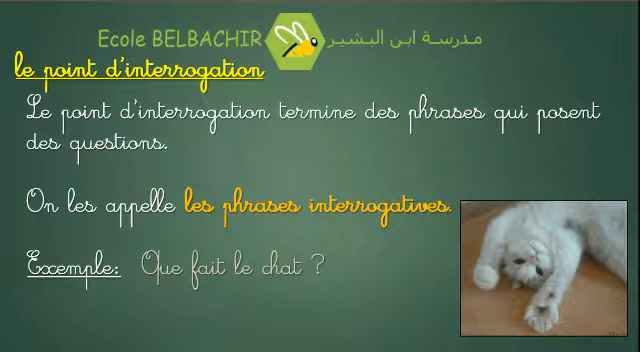 Ecole BELBACHIR مدرسة ابن البشير
le point d'interrogation
Le point d'interrogation termine des phrases qui posent
des questions.
On les appelle les phrases interrogatives.
Exemple: Que fait le chat ?